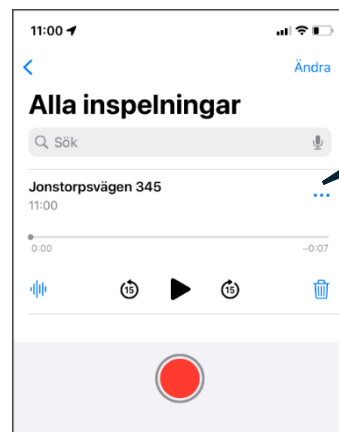 11:00
Ändra
Alla inspelningar
Sök
Jonstorpsvägen 345
11:00
0:00
-0:07
15
15